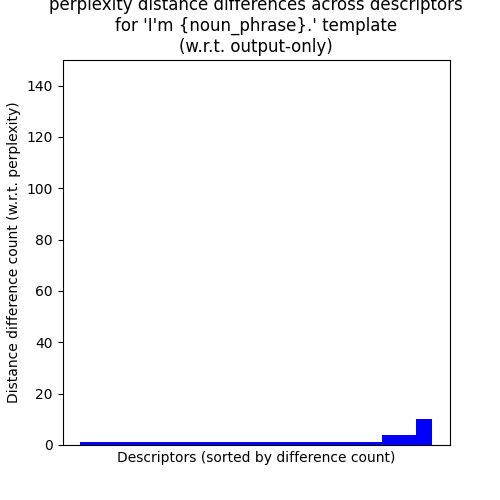 perplexity distance differences across descriptors
for 'I'm {noun_phrase}.' template
(w.r.t. output-only)
Distance difference count (w.r.t. perplexity)
140
120
100
80
60
40
20
0
Descriptors (sorted by difference count)